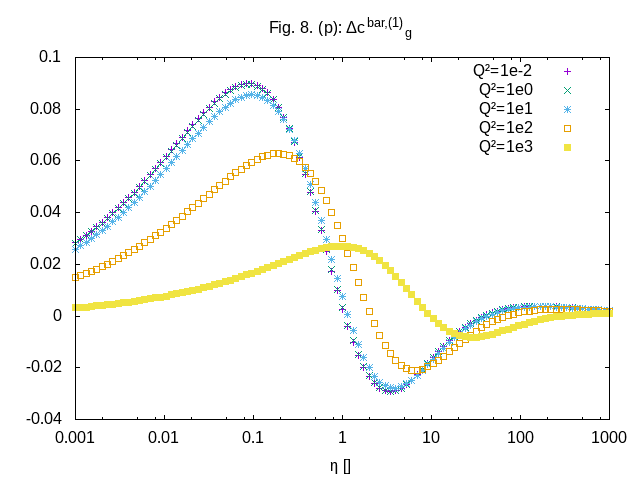 Fig. 8. (p): Δc^bar,(1)_g
0.1
0.08
0.06
0.04
0.02
0
-0.02
-0.04
Q²=1e-2
Q²=1e0
Q²=1e1
Q²=1e2
Q²=1e3
0.001 0.01 0.1 1 10 100 1000
η []